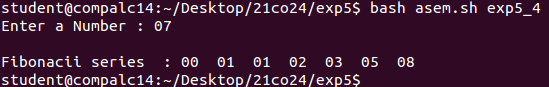 student@compalc14:~/Desktop/21co24/exp5$ bash asem.sh exp5_4
Enter a Number : 07
Fibonacii series  : 00  01  01  02  03  05  08
student@compalc14:~/Desktop/21co24/exp5$